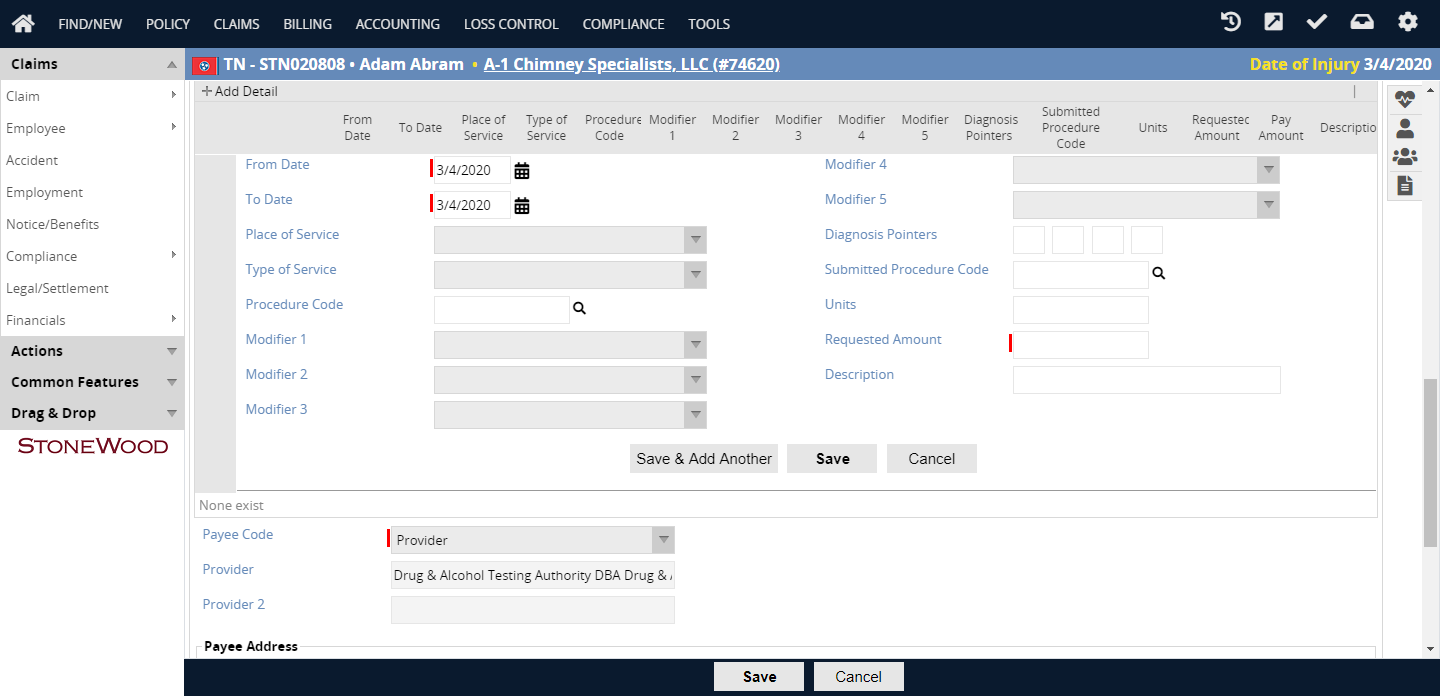 FIND/NEW POLICY CLAIMS BILLING ACCOUNTING LOSS CONTROL COMPLIANCE TOOLS
Claims
TN - STN020808 • Adam Abram • A-1 Chimney Specialists, LLC (#74620)
Date of Injury 3/4/2020
Claim
Employee
Accident
Employment
Notice/Benefits
Compliance
Legal/Settlement
Financials
Actions
Common Features
Drag & Drop
STONEWOOD
Add Detail
From Date To Date Place of Service Type of Service Procedure Code Modifier 1 Modifier 2 Modifier 3 Modifier 4 Modifier 5 Diagnosis Pointers Submitted Procedure Code Units Requested Amount Pay Amount Descriptio
From Date 3/4/2020
To Date 3/4/2020
Place of Service
Type of Service
Procedure Code
Modifier 1
Modifier 2
Modifier 3
Modifier 4
Modifier 5
Diagnosis Pointers
Submitted Procedure Code
Units
Requested Amount
Description
Save & Add Another Save Cancel
None exist
Payee Code Provider
Provider Drug & Alcohol Testing Authority DBA Drug &
Provider 2
Payee Address
Save Cancel